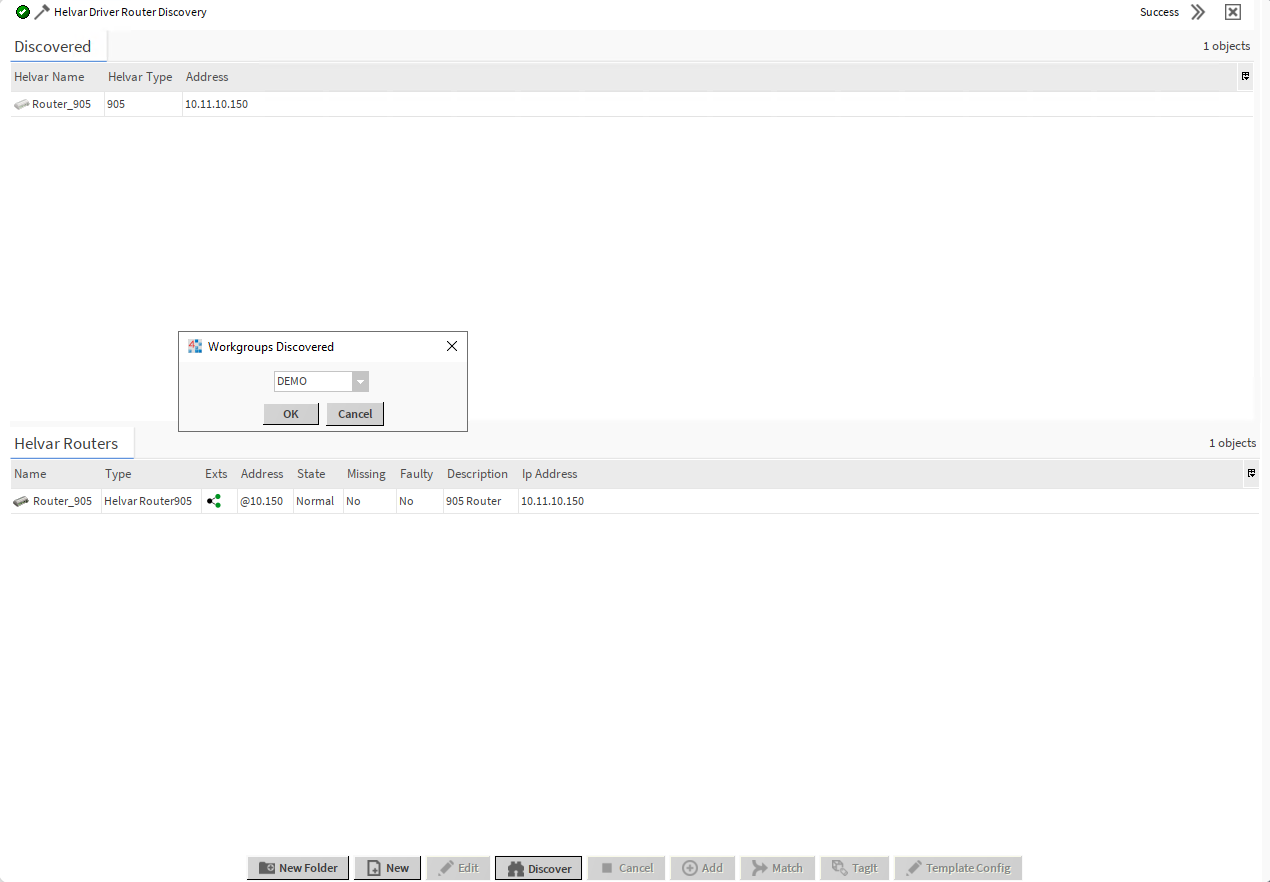 Helvar Driver Router Discovery Success
Discovered 1 objects
Helvar Name Helvar Type Address
Router_905 905 10.11.10.150
Workgroups Discovered
DEMO
OK Cancel
Helvar Routers 1 objects
Name Type Exts Address State Missing Faulty Description Ip Address
Router_905 Helvar Router905 @10.150 Normal No No 905 Router 10.11.10.150
New Folder New Edit Discover Cancel Add Match TagIt Template Config